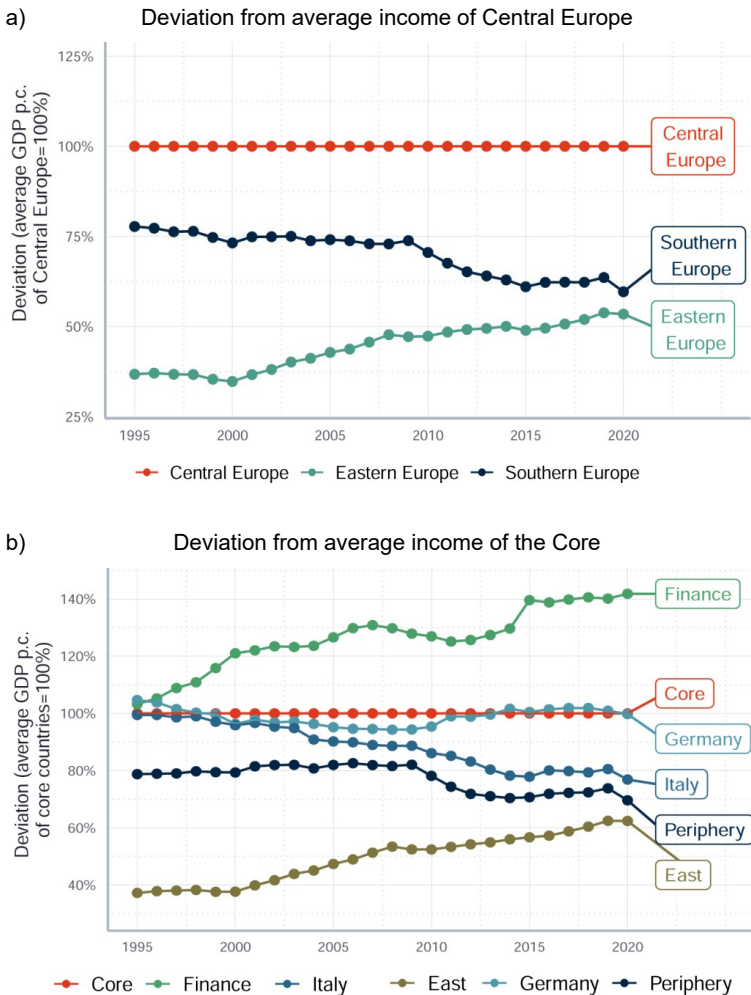 a)
Deviation from average income of Central Europe
Deviation (average GDP p.c.
of Central Europe=100%)
125%
100%
75%
50%
25%
Central
Europe
Southern
Europe
Eastern
Europe
1995
2000
2005
2010
2015
2020
Central Europe
Eastern Europe
Southern Europe
b)
Deviation from average income of the Core
Deviation (average GDP p.c.
of core countries=100%)
140%
120%
100%
80%
60%
40%
Finance
Core
Germany
Italy
Periphery
East
1995
2000
2005
2010
2015
2020
Core
Finance
Italy
East
Germany
Periphery